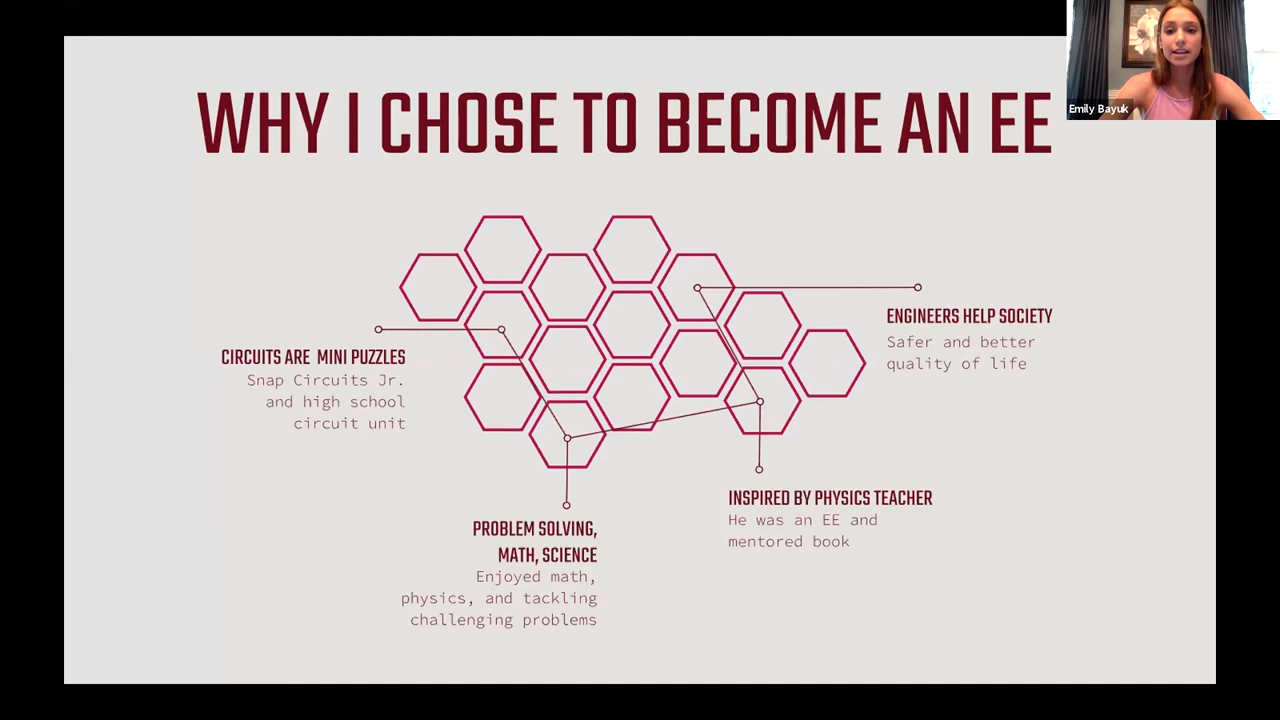 WHY I CHOSE TO BECOME AN EE
Emily Bayuk
ENGINEERS HELP SOCIETY
Safer and better
quality of life
CIRCUITS ARE MINI PUZZLES
Snap Circuits Jr.
and high school
circuit unit
INSPIRED BY PHYSICS TEACHER
He was an EE and
mentored book
PROBLEM SOLVING,
MATH, SCIENCE
Enjoyed math,
physics, and tackling
challenging problems